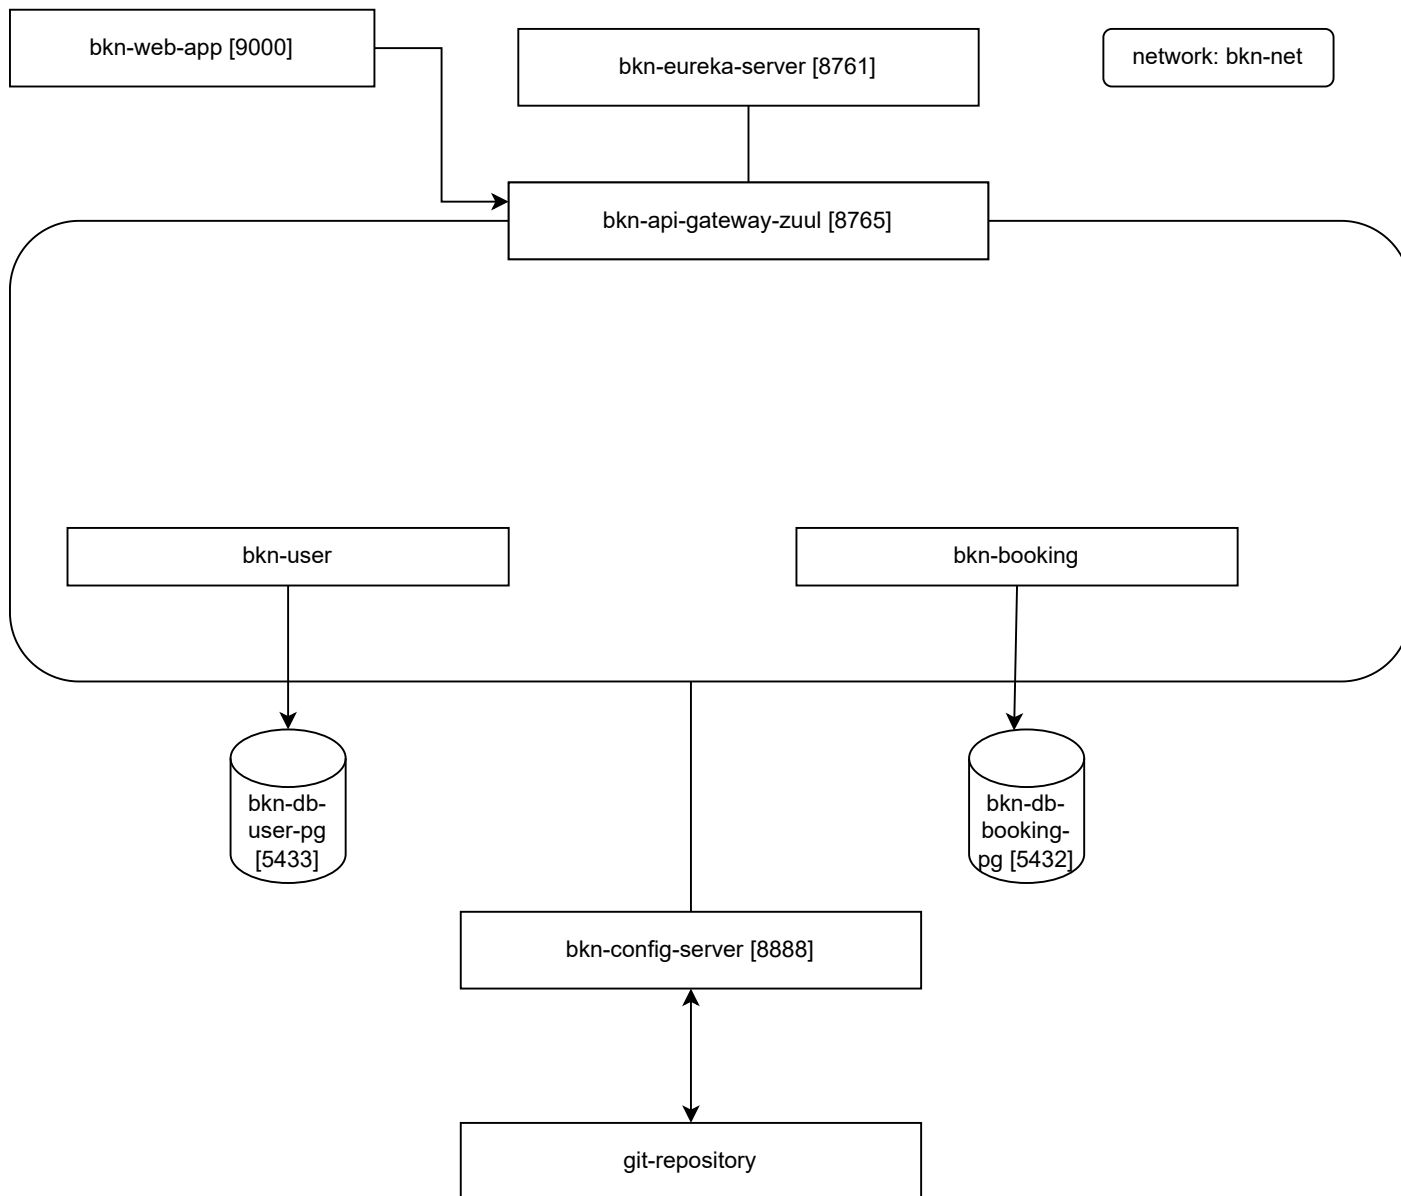 bkn-web-app [9000]
bkn-eureka-server [8761]
network: bkn-net
bkn-api-gateway-zuul [8765]
bkn-user
bkn-booking
bkn-db-
user-pg
[5433]
bkn-db-
booking-
pg [5432]
bkn-config-server [8888]
git-repository